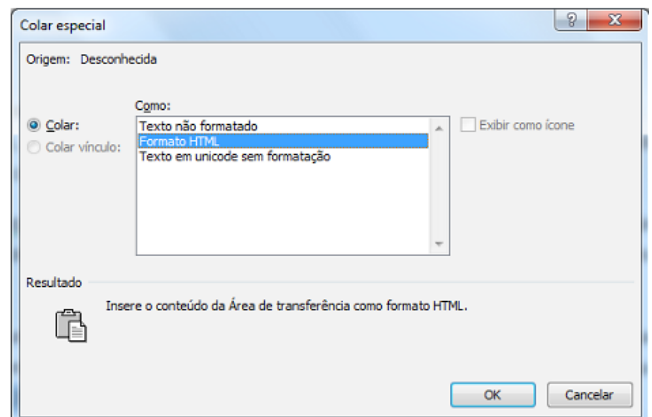 Colar especial
Origem: Desconhecida
Como:
Colar:
Colar vínculo:
Texto não formatado
Formato HTML
Texto em unicode sem formatação
Exibir como ícone
Resultado
Insere o conteúdo da Área de transferência como formato HTML.
OK
Cancelar